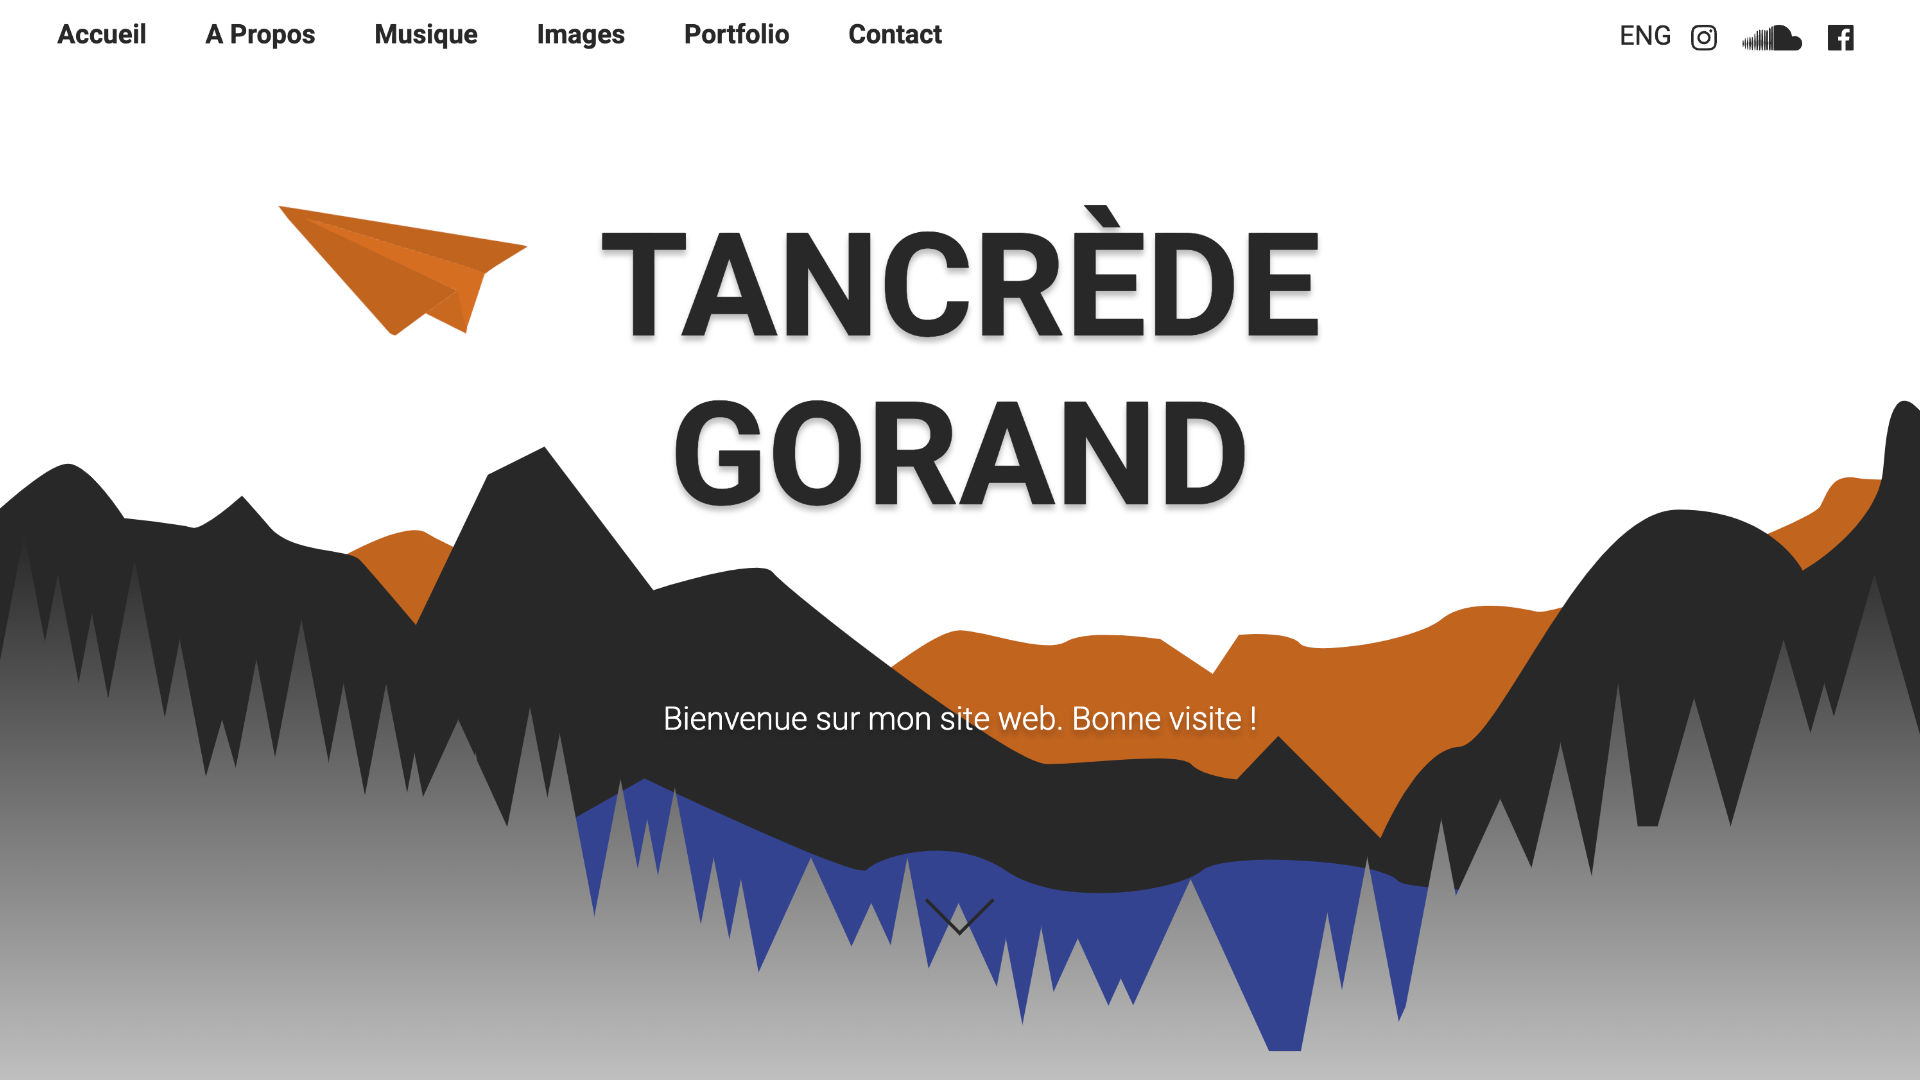 Accueil A Propos Musique Images Portfolio Contact ENG
TANCRÈDE
GORAND
Bienvenue sur mon site web. Bonne visite !